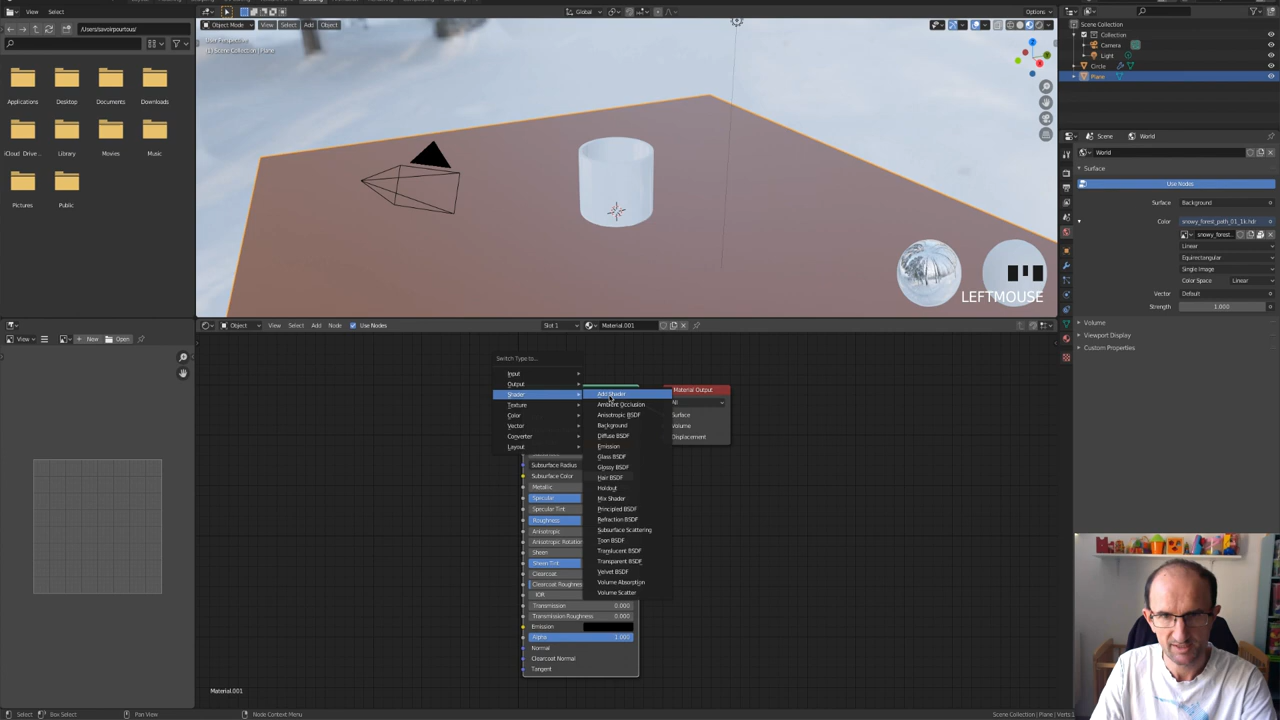 File View Select
/Users/savoirpourtous/
Applications Desktop Documents Downloads
iCloud Drive... Library Movies Music
Pictures Public
Object Mode View Select Add Object
Global
Options
User Perspective
(1) Scene Collection | Plane
LEFTMOUSE
Scene Collection
Collection
Camera
Light
Circle
Plane
Scene > World
World
Surface
Use Nodes
Surface Background
Color snowy_forest_path_01_1k.hdr
snowy_forest...
Linear
Equirectangular
Single Image
Color Space Linear
Vector Default
Strength 1.000
Volume
Viewport Display
Custom Properties
View New Open
Object View Select Add Node Use Nodes Slot 1 Material.001
Switch Type to...
Input
Output
Shader
Texture
Color
Vector
Converter
Layout
Add Shader
Ambient Occlusion
Anisotropic BSDF
Background
Diffuse BSDF
Emission
Glass BSDF
Glossy BSDF
Hair BSDF
Holdout
Mix Shader
Principled BSDF
Refraction BSDF
Subsurface Scattering
Toon BSDF
Translucent BSDF
Transparent BSDF
Velvet BSDF
Volume Absorption
Volume Scatter
Material Output
All
Surface
Volume
Displacement
Subsurface Radius
Subsurface Color
Metallic
Specular
Specular Tint
Roughness
Anisotropic
Anisotropic Rotation
Sheen
Sheen Tint
Clearcoat
Clearcoat Roughness
IOR
Transmission 0.000
Transmission Roughness 0.000
Emission
Alpha 1.000
Normal
Clearcoat Normal
Tangent
Material.001
Select Box Select Pan View Node Context Menu Scene Collection | Plane | Verts: